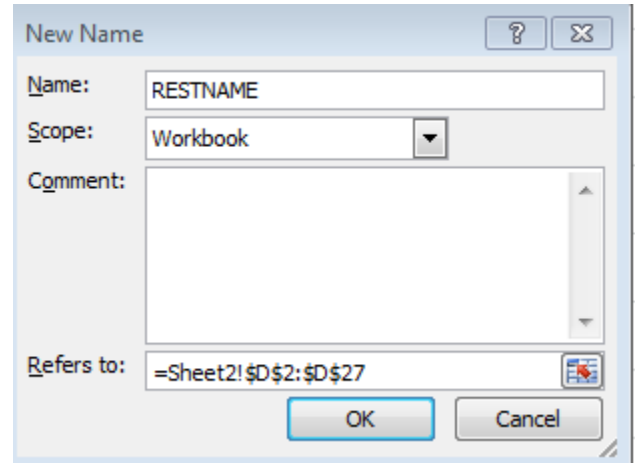 New Name
Name: RESTNAME
Scope: Workbook
Comment:
Refers to: =Sheet2!$D$2:$D$27
OK Cancel